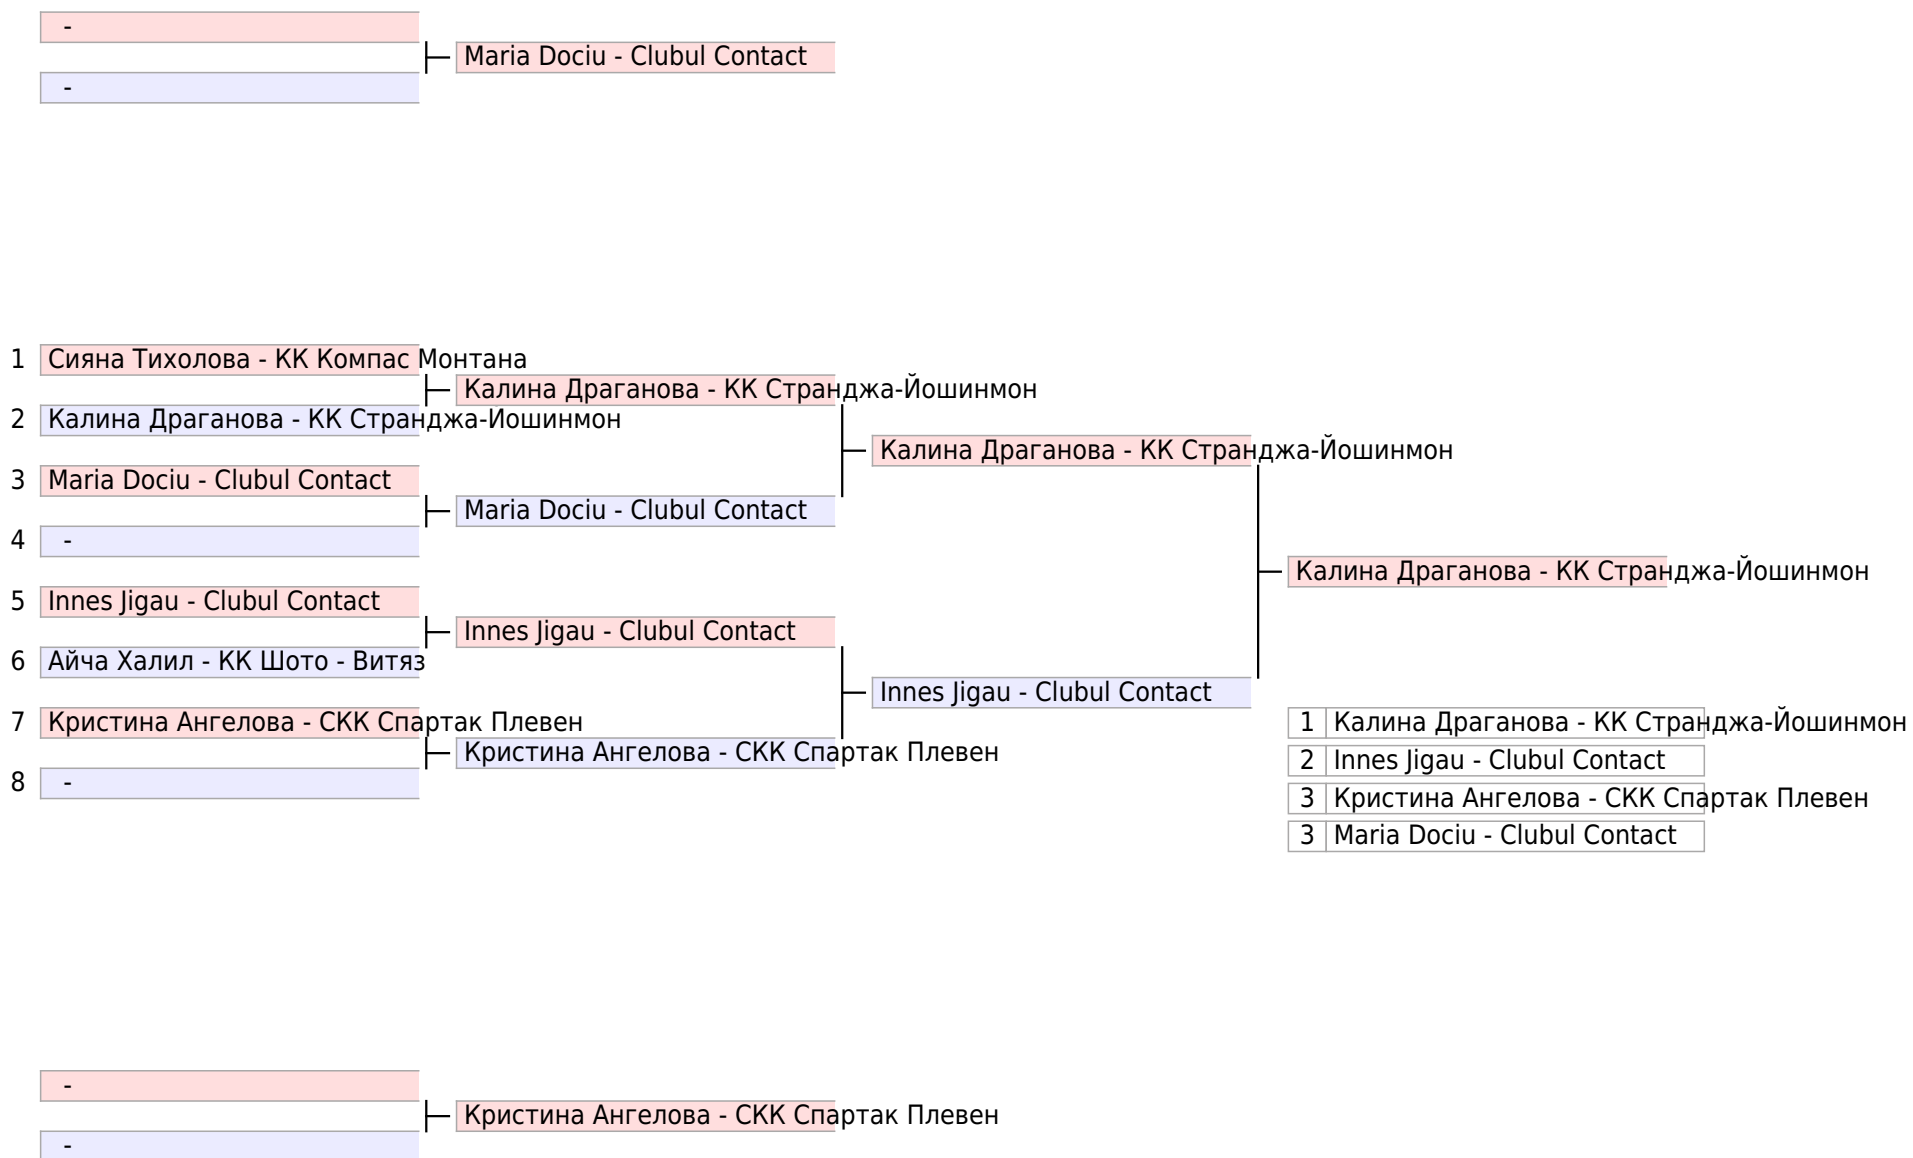 -
Maria Dociu - Clubul Contact
-
1 Сияна Тихолова - КК Компас Монтана
Калина Драганова - КК Странджа-Йошинмон
2 Калина Драганова - КК Странджа-Йошинмон
Калина Драганова - КК Странджа-Йошинмон
3 Maria Dociu - Clubul Contact
Maria Dociu - Clubul Contact
4 -
Калина Драганова - КК Странджа-Йошинмон
5 Innes Jigau - Clubul Contact
Innes Jigau - Clubul Contact
6 Айча Халил - КК Шото - Витяз
Innes Jigau - Clubul Contact
7 Кристина Ангелова - СКК Спартак Плевен
Кристина Ангелова - СКК Спартак Плевен
8 -
1 Калина Драганова - КК Странджа-Йошинмон
2 Innes Jigau - Clubul Contact
3 Кристина Ангелова - СКК Спартак Плевен
3 Maria Dociu - Clubul Contact
-
Кристина Ангелова - СКК Спартак Плевен
-